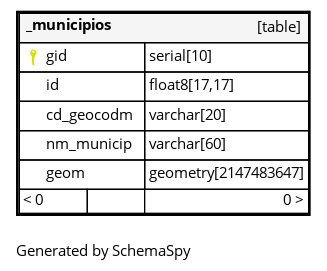 _municipios [table]
gid serial[10]
id float8[17,17]
cd_geocodm varchar[20]
nm_municip varchar[60]
geom geometry[2147483647]
< 0 0 >
Generated by SchemaSpy